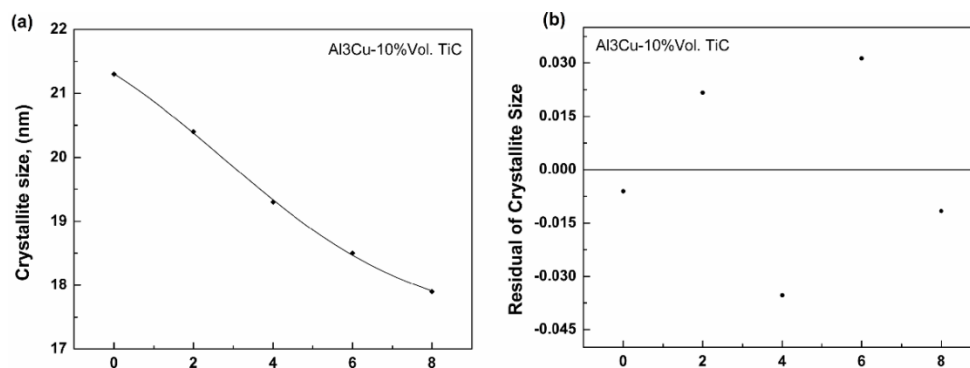 (a)
Al3Cu-10%Vol. TiC
Crystallite size, (nm)
22
21
20
19
18
17
0 2 4 6 8
(b)
Al3Cu-10%Vol. TiC
Residual of Crystallite Size
0.030
0.015
0.000
-0.015
-0.030
-0.045
0 2 4 6 8